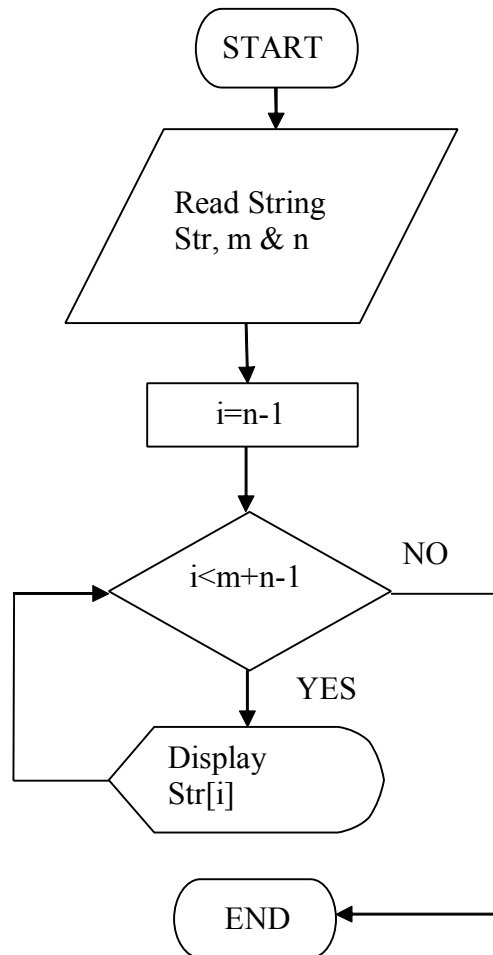 START
Read String
Str, m & n
i=n-1
i<m+n-1
NO
YES
Display
Str[i]
END